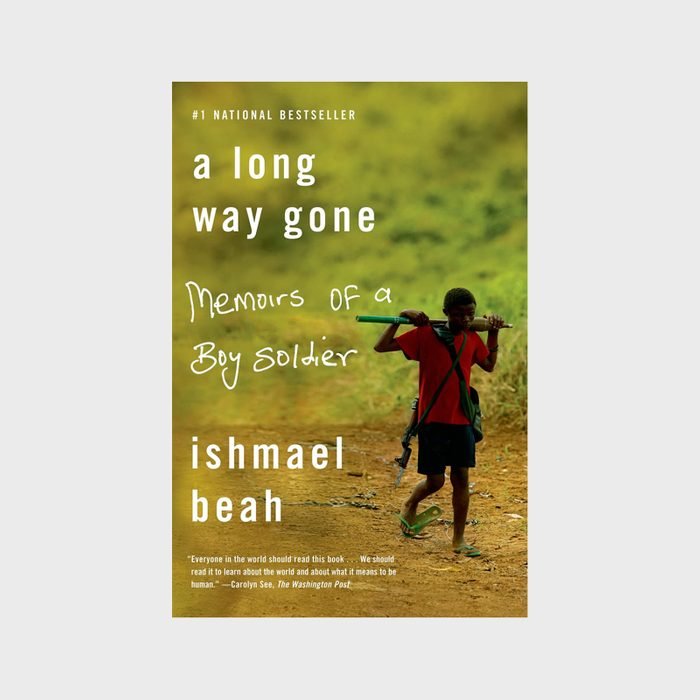 #1 NATIONAL BESTSELLER
a long
way gone
Memoirs of a
Boy Soldier
ishmael
beah
"Everyone in the world should read this book . . . We should
read it to learn about the world and about what it means to be
human." —Carolyn See, The Washington Post